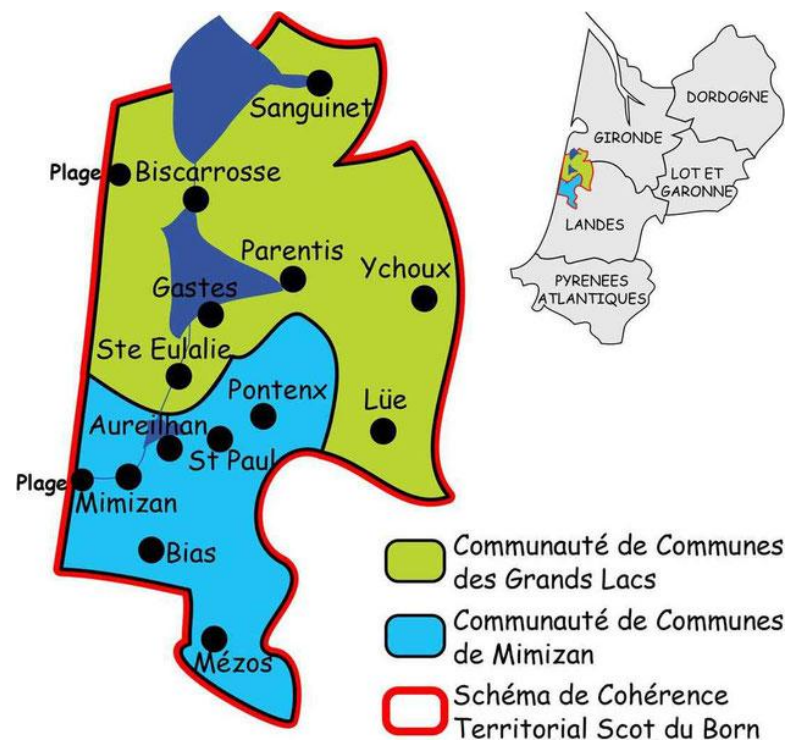 Sanguinet
Plage
Biscarrosse
Parentis
Ychoux
Gastes
Ste Eulalie
Pontenx
Lüe
Aureilhan
St Paul
Plage
Mimizan
Bias
Mézos
DORDOGNE
GIRONDE
LOT ET
GARONNE
LANDES
PYRENEES
ATLANTIQUES
Communauté de Communes
des Grands Lacs
Communauté de Communes
de Mimizan
Schéma de Cohérence
Territorial Scot du Born